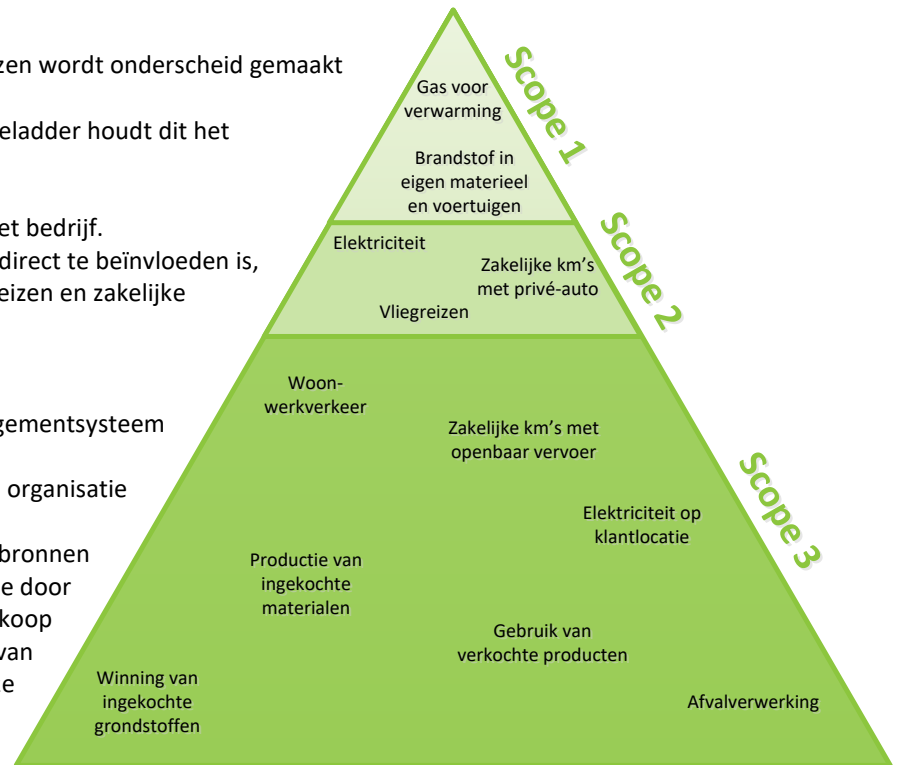 zen wordt onderscheid gemaakt
eladder houdt dit het
et bedrijf.
direct te beïnvloeden is,
eizen en zakelijke
gementsysteem
organisatie
bronnen
e door
koop
van
e
Scope 1
Gas voor
verwarming
Brandstof in
eigen materieel
en voertuigen
Scope 2
Elektriciteit
Zakelijke km's
met privé-auto
Vliegreizen
Scope 3
Woon-
werkverkeer
Zakelijke km's met
openbaar vervoer
Elektriciteit op
klantlocatie
Productie van
ingekochte
materialen
Gebruik van
verkochte producten
Winning van
ingekochte
grondstoffen
Afvalverwerking